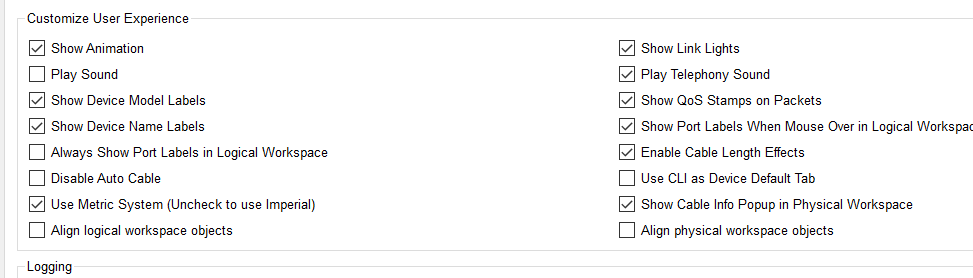 Customize User Experience
Show Animation
Show Link Lights
Play Sound
Play Telephony Sound
Show Device Model Labels
Show QoS Stamps on Packets
Show Device Name Labels
Show Port Labels When Mouse Over in Logical Workspac
Always Show Port Labels in Logical Workspace
Enable Cable Length Effects
Disable Auto Cable
Use CLI as Device Default Tab
Use Metric System (Uncheck to use Imperial)
Show Cable Info Popup in Physical Workspace
Align logical workspace objects
Align physical workspace objects
Logging